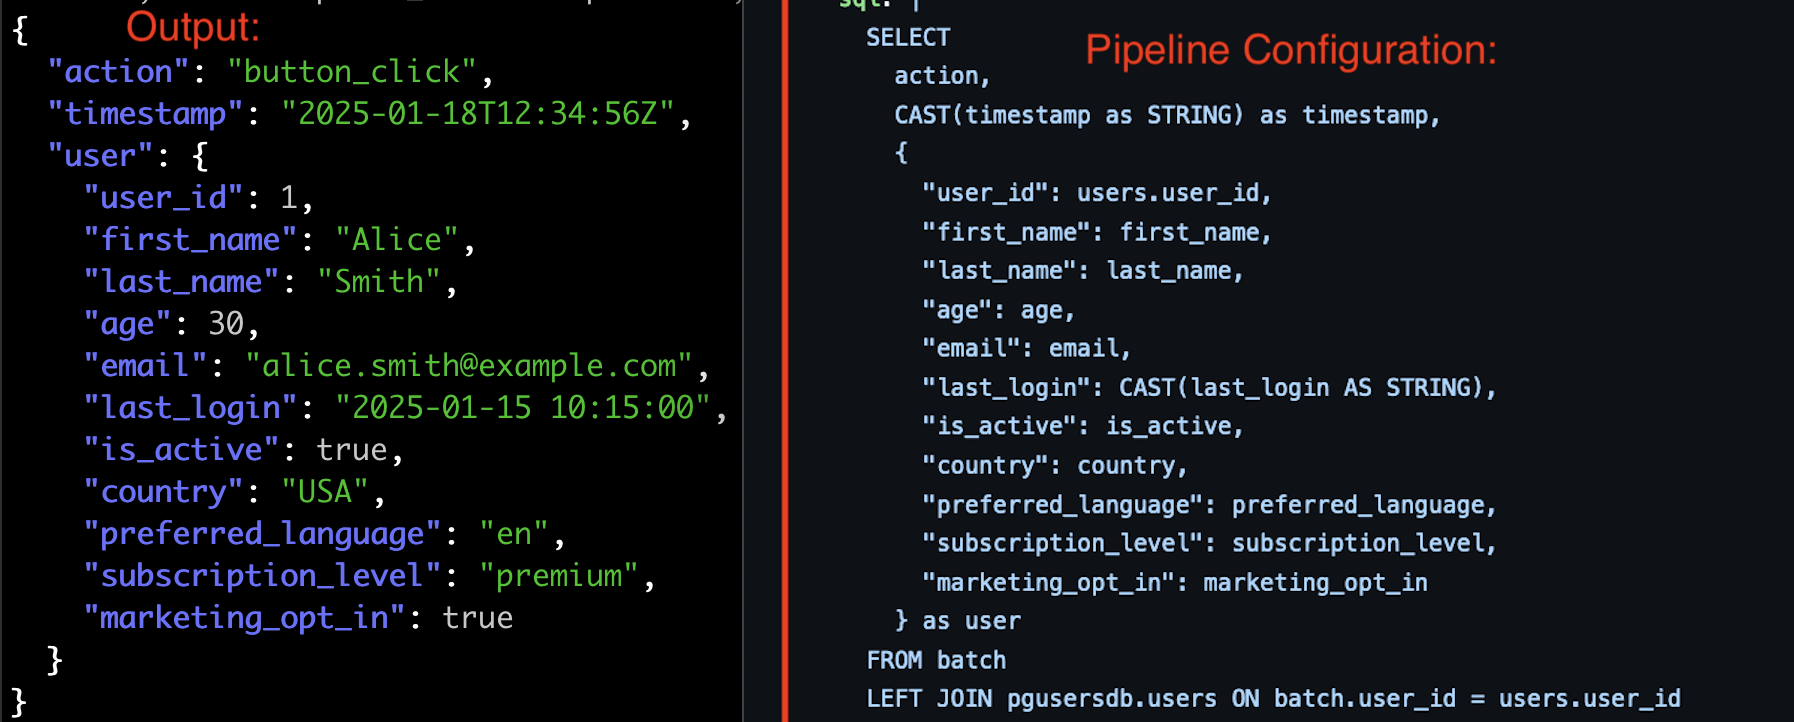 Output:
{
  "action": "button_click",
  "timestamp": "2025-01-18T12:34:56Z",
  "user": {
    "user_id": 1,
    "first_name": "Alice",
    "last_name": "Smith",
    "age": 30,
    "email": "alice.smith@example.com",
    "last_login": "2025-01-15 10:15:00",
    "is_active": true,
    "country": "USA",
    "preferred_language": "en",
    "subscription_level": "premium",
    "marketing_opt_in": true
  }
}
Pipeline Configuration:
sql: |
  SELECT
    action,
    CAST(timestamp as STRING) as timestamp,
    {
      "user_id": users.user_id,
      "first_name": first_name,
      "last_name": last_name,
      "age": age,
      "email": email,
      "last_login": CAST(last_login AS STRING),
      "is_active": is_active,
      "country": country,
      "preferred_language": preferred_language,
      "subscription_level": subscription_level,
      "marketing_opt_in": marketing_opt_in
    } as user
  FROM batch
  LEFT JOIN pgusersdb.users ON batch.user_id = users.user_id